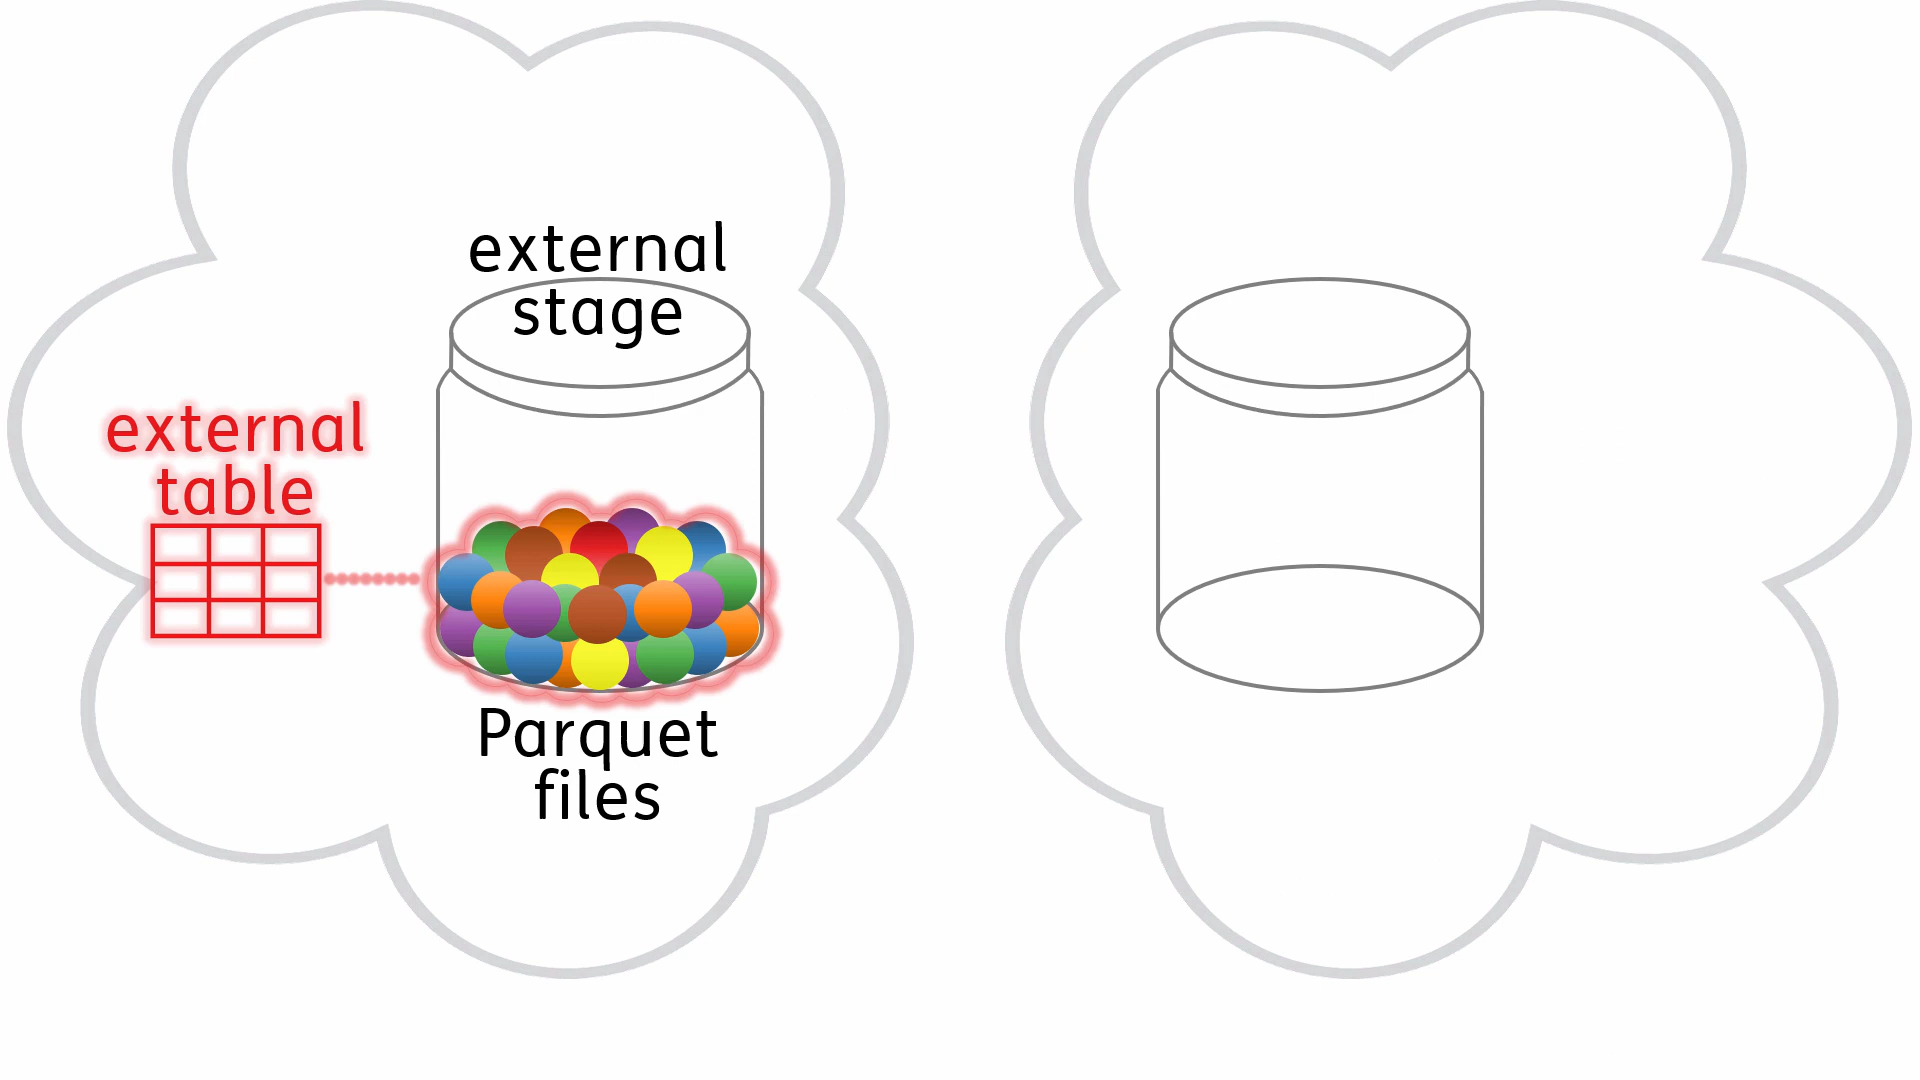 external
stage
external
table
Parquet
files